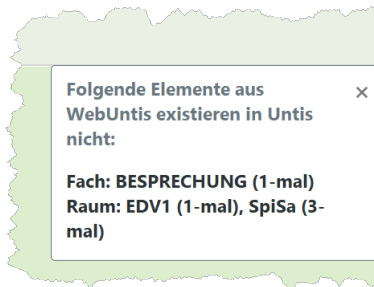 Folgende Elemente aus
WebUntis existieren in Untis
nicht:
Fach: BESPRECHUNG (1-mal)
Raum: EDV1 (1-mal), SpiSa (3-
mal)